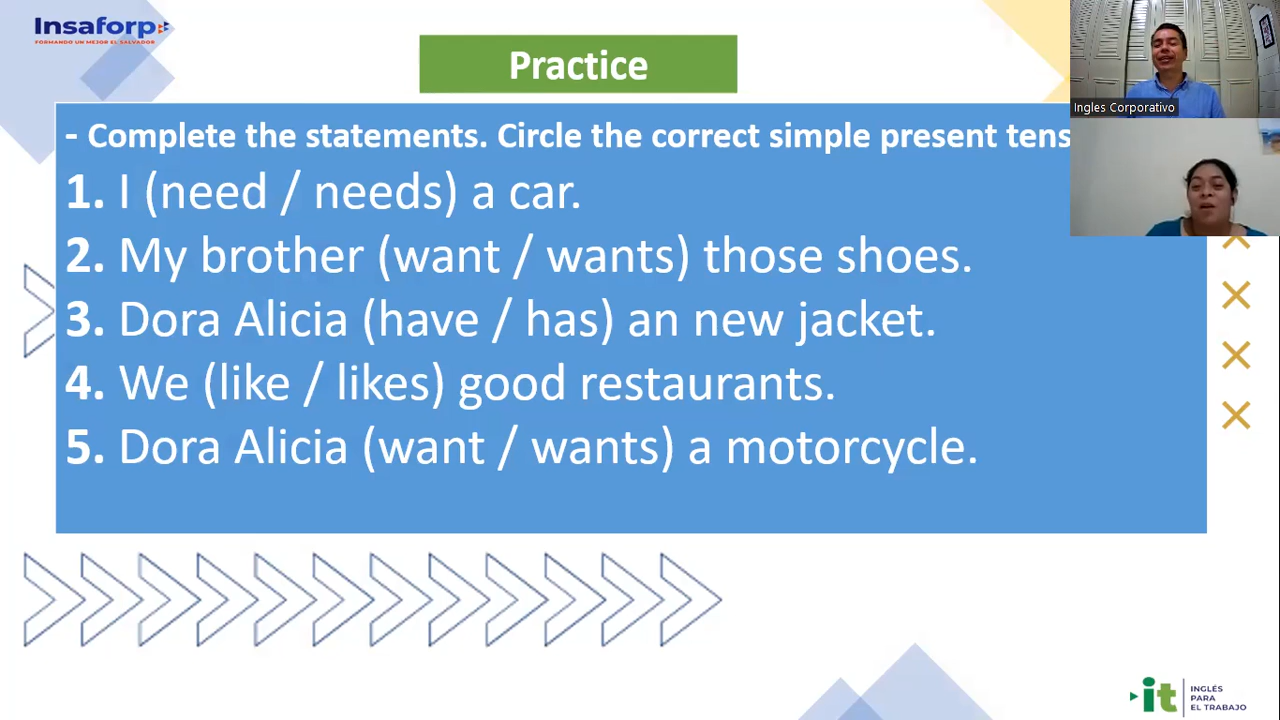 Insaforp
FORMANDO UN MEJOR EL SALVADOR
Practice
Ingles Corporativo
- Complete the statements. Circle the correct simple present tens
1. I (need / needs) a car.
2. My brother (want / wants) those shoes.
3. Dora Alicia (have / has) an new jacket.
4. We (like / likes) good restaurants.
5. Dora Alicia (want / wants) a motorcycle.
it
INGLÉS
PARA
EL TRABAJO